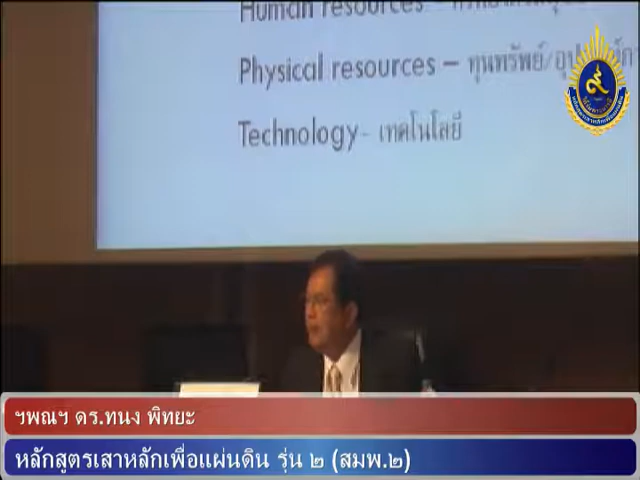 Human resources –
Physical resources – ทุนทรัพย์/
Technology - เทคโนโลยี
ฯพณฯ ดร.ทนง พิทยะ
หลักสูตรเสาหลักเพื่อแผ่นดิน รุ่น ๒ (สมพ.๒)